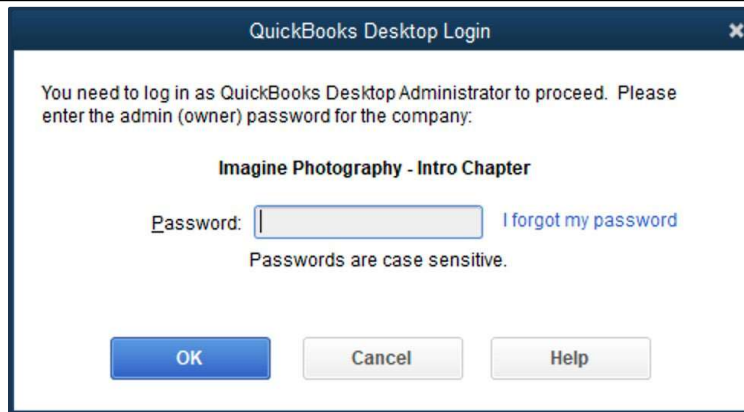 QuickBooks Desktop Login
You need to log in as QuickBooks Desktop Administrator to proceed. Please
enter the admin (owner) password for the company:
Imagine Photography - Intro Chapter
Password: I forgot my password
Passwords are case sensitive.
OK Cancel Help